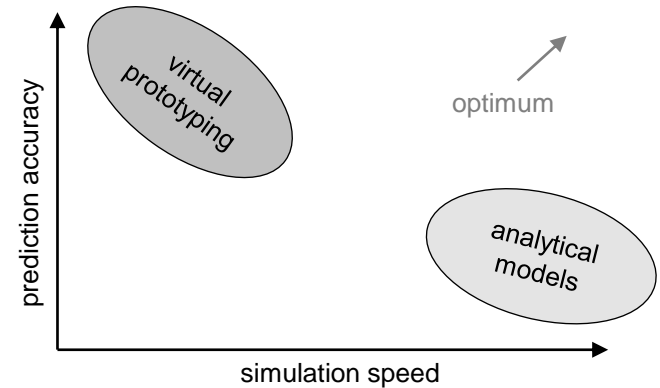 virtual
prototyping
optimum
prediction accuracy
analytical
models
simulation speed